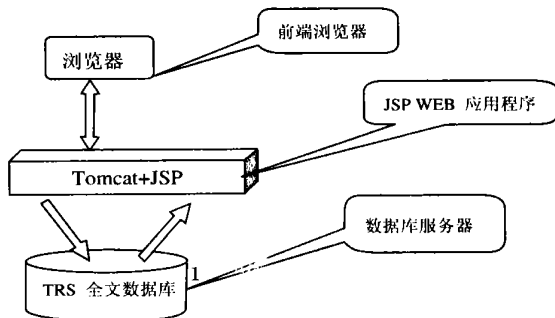 前端浏览器
浏览器
JSP WEB 应用程序
Tomcat+JSP
数据库服务器
1
TRS 全文数据库